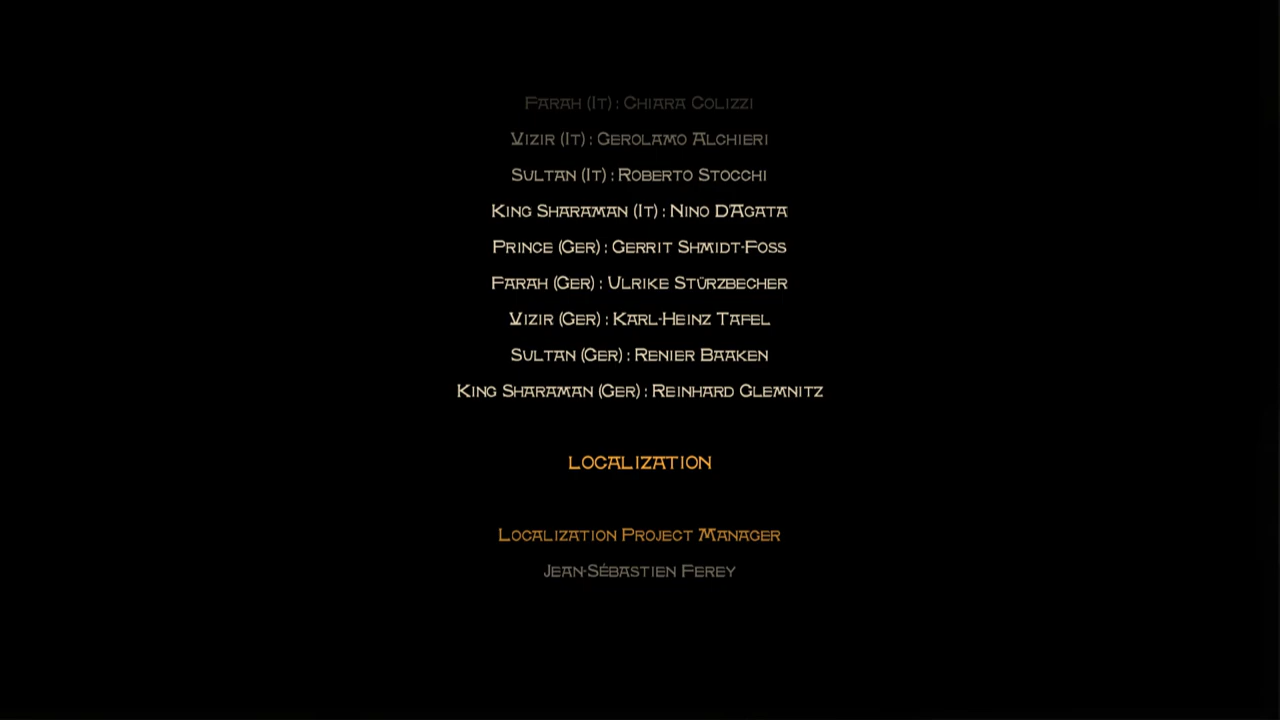 Farah (It) : Chiara Colizzi
Vizir (It) : Gerolamo Alchieri
Sultan (It) : Roberto Stocchi
King Sharaman (It) : Nino D'Agata
Prince (Ger) : Gerrit Shmidt-Foss
Farah (Ger) : Ulrike Stürzbecher
Vizir (Ger) : Karl-Heinz Tafel
Sultan (Ger) : Renier Baaken
King Sharaman (Ger) : Reinhard Glemnitz
LOCALIZATION
Localization Project Manager
Jean-Sébastien Ferey